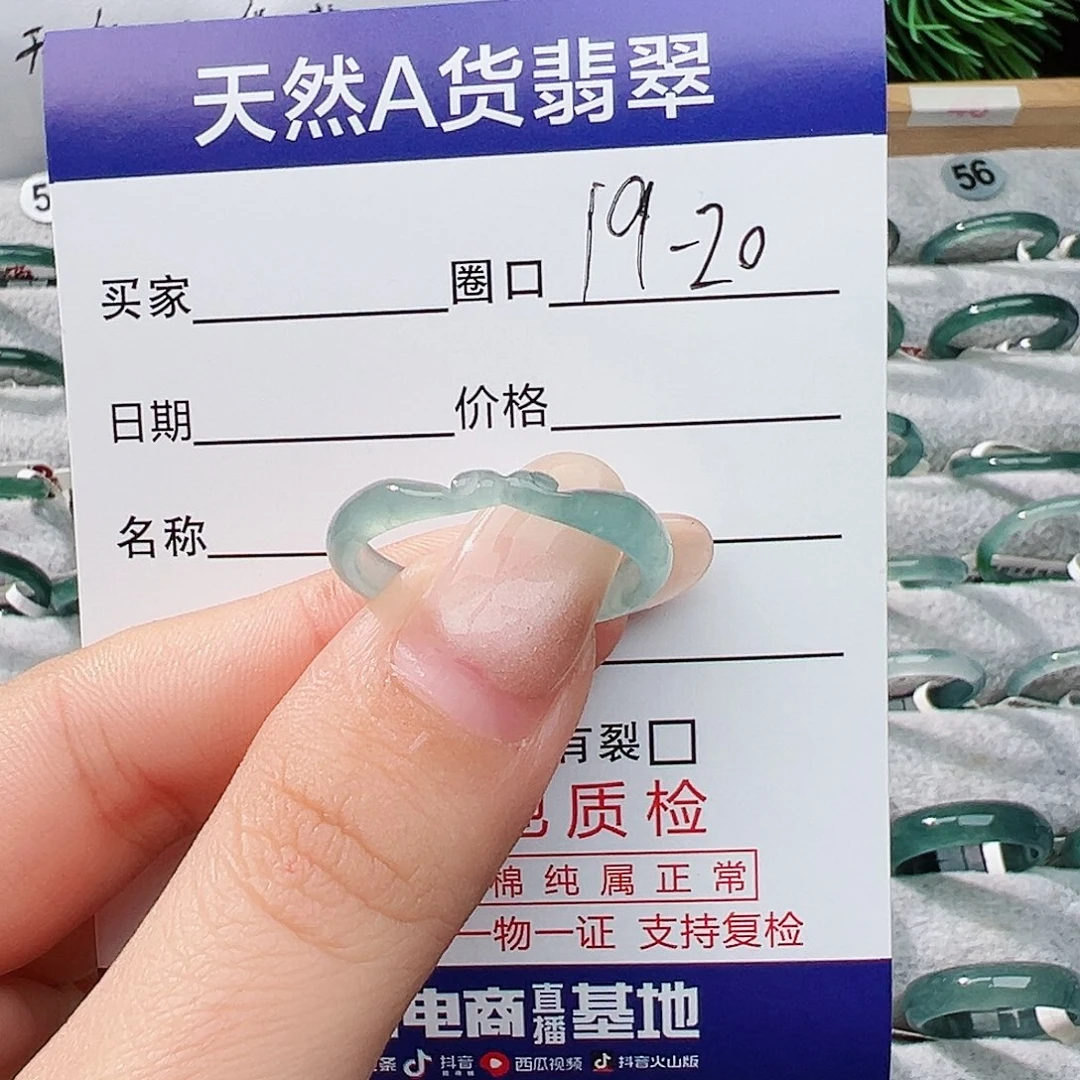 天然A货翡翠
56
买家 圈口 19-20
日期 价格
名称
有裂
质检
棉纯属正常
一物一证 支持复检
电商直播基地
抖音 西瓜视频 抖音火山版